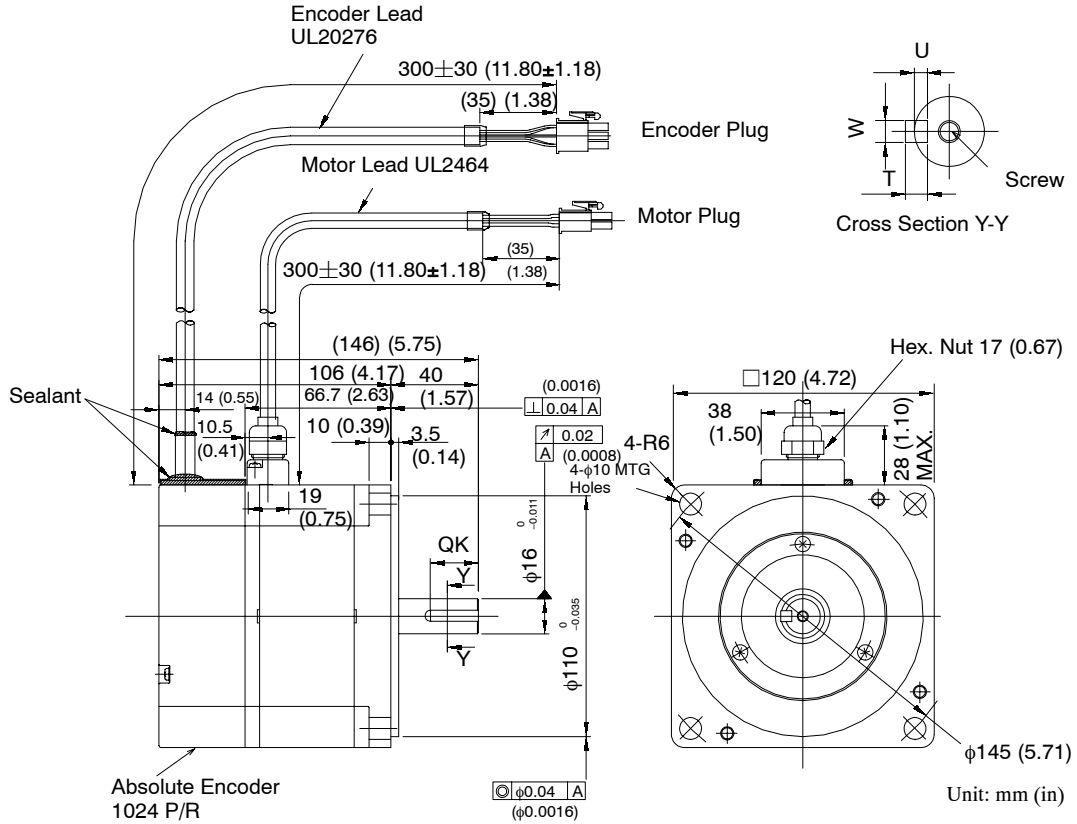 Encoder Lead
UL20276
300±30 (11.80±1.18)
(35) (1.38)
Encoder Plug
Motor Lead UL2464
Motor Plug
(35)
300±30 (11.80±1.18)
(1.38)
U
W
T
Screw
Cross Section Y-Y
(146) (5.75)
106 (4.17)
40
(1.57)
66.7 (2.63)
Sealant
14 (0.55)
10.5
(0.41)
10 (0.39)
3.5
(0.14)
19
(0.75)
(0.0016)
⊥ 0.04 A
↗ 0.02
A
(0.0008)
QK
Y
Y
φ16 0 -0.011
φ110 0 -0.035
◎ φ0.04 A
(φ0.0016)
Absolute Encoder
1024 P/R
Hex. Nut 17 (0.67)
□120 (4.72)
38
(1.50)
28 (1.10)
MAX.
4-R6
4-φ10 MTG
Holes
φ145 (5.71)
Unit: mm (in)